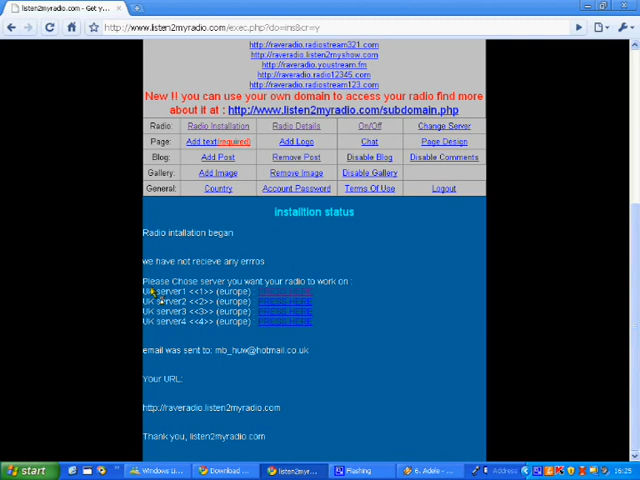 listen2myradio.com - Get y...
http://www.listen2myradio.com/exec.php?do=ins&cr=y
http://raveradio.radiostream321.com
http://raveradio.listen2myshow.com
http://raveradio.youstream.fm
http://raveradio.radio12345.com
http://raveradio.radiostream123.com
New !! you can use your own domain to access your radio find more
about it at : http://www.listen2myradio.com/subdomain.php
Radio: Radio Installation Radio Details On/Off Change Server
Page: Add text(required) Add Logo Chat Page Design
Blog: Add Post Remove Post Disable Blog Disable Comments
Gallery: Add Image Remove Image Disable Gallery
General: Country Account Password Terms Of Use Logout
installtion status
Radio intallation began
we have not recieve any errros
Please Chose server you want your radio to work on :
UK server1 <<1>> (europe) - PRESS HERE
UK server2 <<2>> (europe) - PRESS HERE
UK server3 <<3>> (europe) - PRESS HERE
UK server4 <<4>> (europe) - PRESS HERE
email was sent to: mb_huw@hotmail.co.uk
Your URL:
http://raveradio.listen2myradio.com
Thank you, listen2myradio.com
start Windows Li... Download ... listen2myr... Flashing 6. Adele - ... Address 16:25